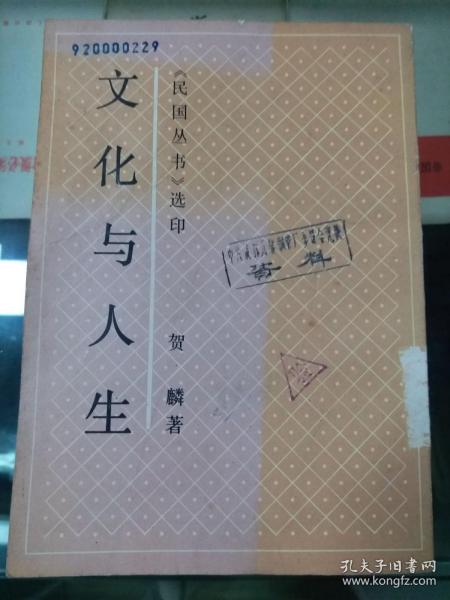 920000229
文化与人生
《民国丛书》选印
贺麟著
资料
孔夫子旧书网
www.kongfz.com